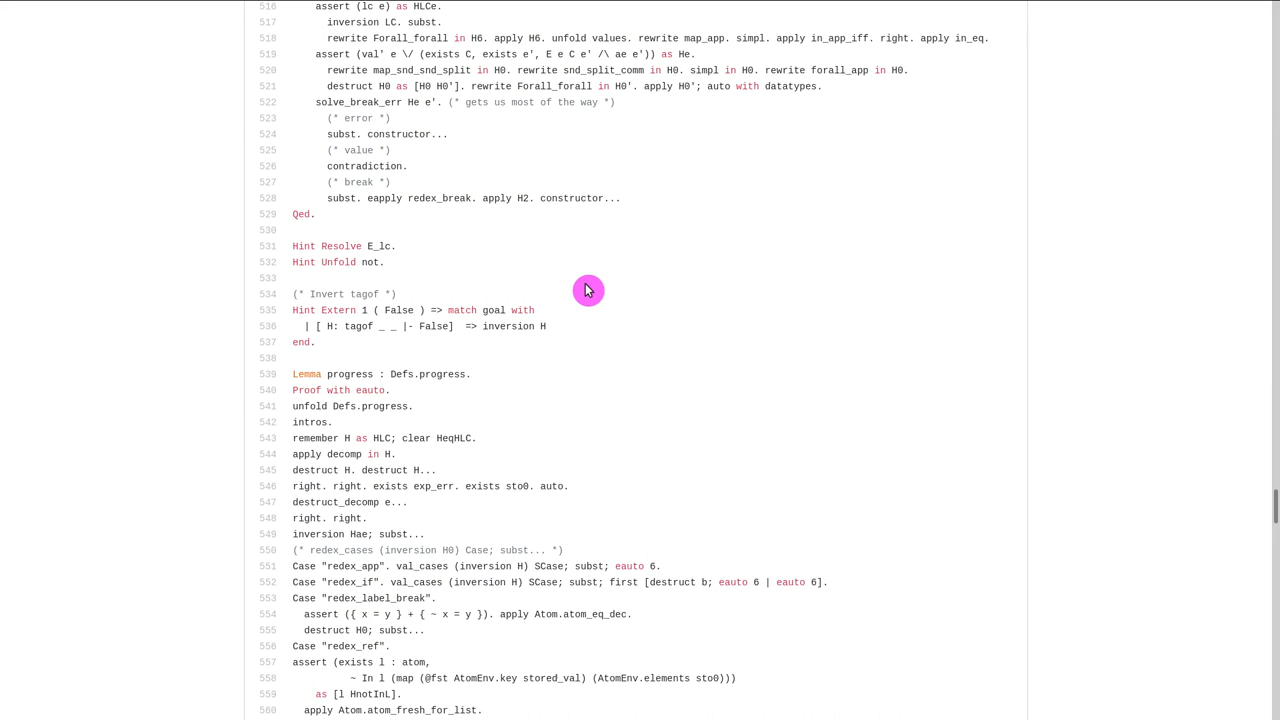 516 assert (lc e) as HLCe.
517 inversion LC. subst.
518 rewrite Forall_forall in H6. apply H6. unfold values. rewrite map_app. simpl. apply in_app_iff. right. apply in_eq.
519 assert (val' e \/ (exists C, exists e', E e C e' /\ ae e')) as He.
520 rewrite map_snd_snd_split in H0. rewrite snd_split_comm in H0. simpl in H0. rewrite forall_app in H0.
521 destruct H0 as [H0 H0']. rewrite Forall_forall in H0'. apply H0'; auto with datatypes.
522 solve_break_err He e'. (* gets us most of the way *)
523 (* error *)
524 subst. constructor...
525 (* value *)
526 contradiction.
527 (* break *)
528 subst. eapply redex_break. apply H2. constructor...
529 Qed.
530
531 Hint Resolve E_lc.
532 Hint Unfold not.
533
534 (* Invert tagof *)
535 Hint Extern 1 ( False ) => match goal with
536 | [ H: tagof _ _ |- False]  => inversion H
537 end.
538
539 Lemma progress : Defs.progress.
540 Proof with eauto.
541 unfold Defs.progress.
542 intros.
543 remember H as HLC; clear HeqHLC.
544 apply decomp in H.
545 destruct H. destruct H...
546 right. right. exists exp_err. exists sto0. auto.
547 destruct_decomp e...
548 right. right.
549 inversion Hae; subst...
550 (* redex_cases (inversion H0) Case; subst... *)
551 Case "redex_app". val_cases (inversion H) SCase; subst; eauto 6.
552 Case "redex_if". val_cases (inversion H) SCase; subst; first [destruct b; eauto 6 | eauto 6].
553 Case "redex_label_break".
554 assert ({ x = y } + { ~ x = y }). apply Atom.atom_eq_dec.
555 destruct H0; subst...
556 Case "redex_ref".
557 assert (exists l : atom,
558 ~ In l (map (@fst AtomEnv.key stored_val) (AtomEnv.elements sto0)))
559 as [l HnotInL].
560 apply Atom.atom_fresh_for_list.